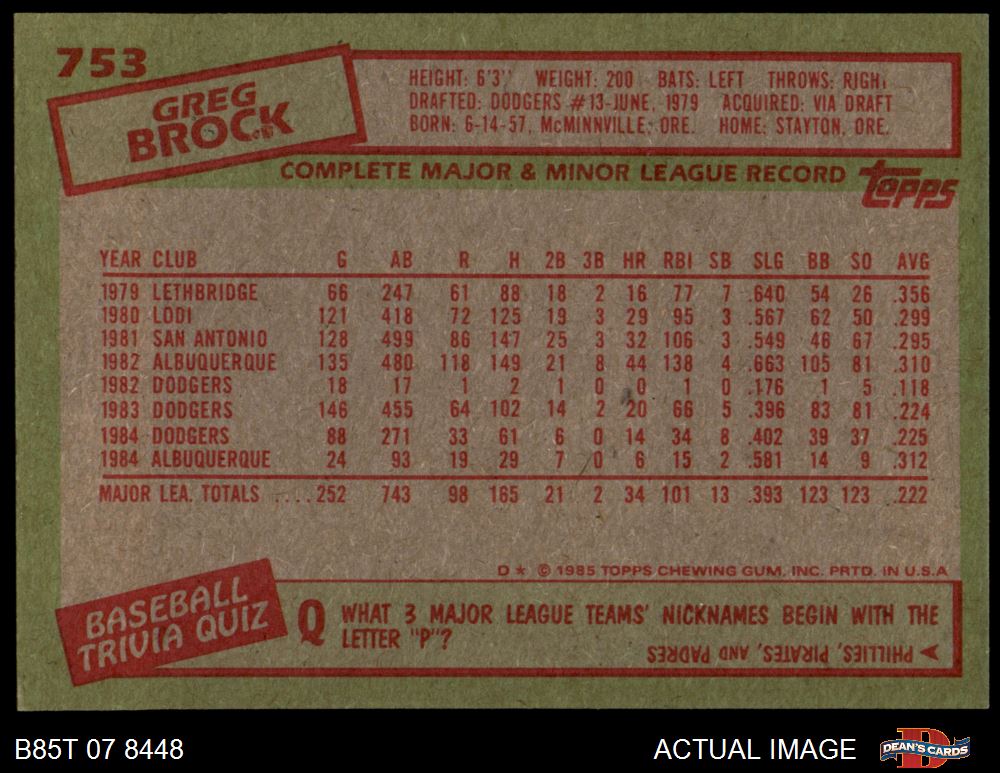 753
GREG
BROCK
HEIGHT: 6'3" WEIGHT: 200 BATS: LEFT THROWS: RIGHT
DRAFTED: DODGERS #13-JUNE, 1979 ACQUIRED: VIA DRAFT
BORN: 6-14-57, McMINNVILLE, ORE. HOME: STAYTON, ORE.
COMPLETE MAJOR & MINOR LEAGUE RECORD
topps
YEAR CLUB G AB R H 2B 3B HR RBI SB SLG BB SO AVG
1979 LETHBRIDGE 66 247 61 88 18 2 16 77 7 .640 54 26 .356
1980 LODI 121 418 72 125 19 3 29 95 3 .567 62 50 .299
1981 SAN ANTONIO 128 499 86 147 25 3 32 106 3 .549 46 67 .295
1982 ALBUQUERQUE 135 480 118 149 21 8 44 138 4 .663 105 81 .310
1982 DODGERS 18 17 1 2 1 0 0 1 0 .176 1 5 .118
1983 DODGERS 146 455 64 102 14 2 20 66 5 .396 83 81 .224
1984 DODGERS 88 271 33 61 6 0 14 34 8 .402 39 37 .225
1984 ALBUQUERQUE 24 93 19 29 7 0 6 15 2 .581 14 9 .312
MAJOR LEA. TOTALS ....252 743 98 165 21 2 34 101 13 .393 123 123 .222
D★ © 1985 TOPPS CHEWING GUM, INC. PRTD. IN U.S.A
BASEBALL
TRIVIA QUIZ
Q WHAT 3 MAJOR LEAGUE TEAMS' NICKNAMES BEGIN WITH THE
LETTER "P"?
A PHILLIES, PIRATES, AND PADRES
B85T 07 8448
ACTUAL IMAGE
D
DEAN'S CARDS